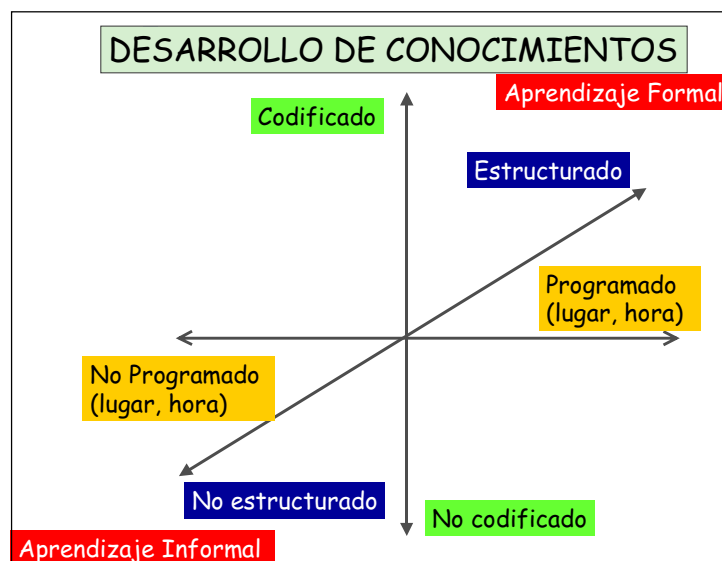 DESARROLLO DE CONOCIMIENTOS
Aprendizaje Formal
Codificado
Estructurado
Programado
(lugar, hora)
No Programado
(lugar, hora)
No estructurado
No codificado
Aprendizaje Informal